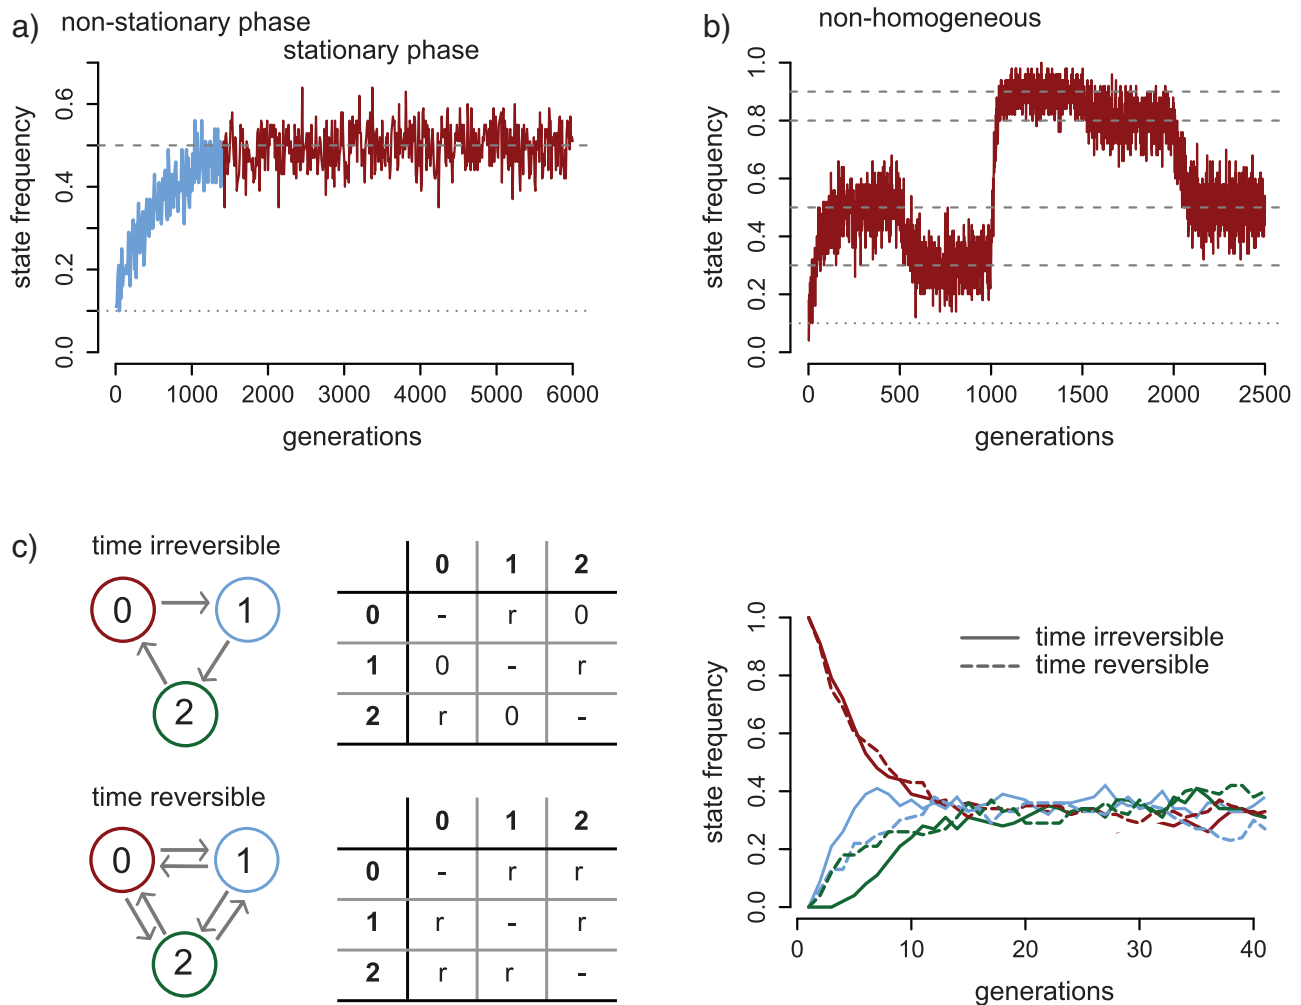 a)
non-stationary phase
stationary phase
state frequency
0.0
0.2
0.4
0.6
0
1000
2000
3000
4000
5000
6000
generations
b)
non-homogeneous
state frequency
0.0
0.2
0.4
0.6
0.8
1.0
0
500
1000
1500
2000
2500
generations
c)
time irreversible
0
1
2
0 1 2
0 - r 0
1 0 - r
2 r 0 -
time reversible
0
1
2
0 1 2
0 - r r
1 r - r
2 r r -
time irreversible
time reversible
state frequency
0.0
0.2
0.4
0.6
0.8
1.0
0
10
20
30
40
generations